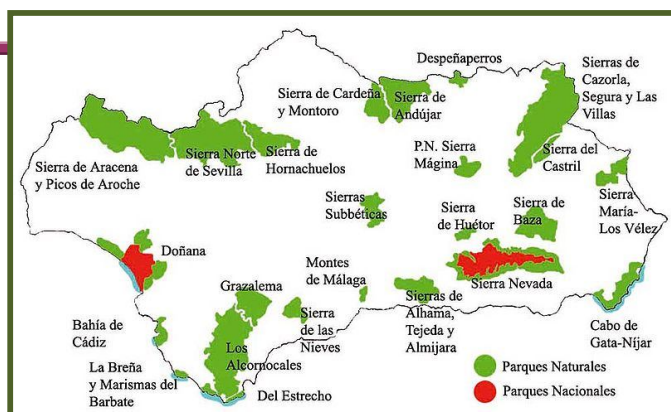 Despeñaperros
Sierras de
Cazorla,
Segura y Las
Villas
Sierra de Cardeña
y Montoro
Sierra de
Andújar
Sierra de Aracena
y Picos de Aroche
Sierra Norte
de Sevilla
Sierra de
Hornachuelos
P.N. Sierra
Mágina
Sierra del
Castril
Sierras
Subbéticas
Sierra
de Huétor
Sierra de
Baza
Sierra
María-
Los Vélez
Doñana
Montes
de Málaga
Sierra Nevada
Grazalema
Sierra
de las
Nieves
Sierras de
Alhama,
Tejeda y
Almijara
Cabo de
Gata-Níjar
Bahía de
Cádiz
Los
Alcornocales
La Breña
y Marismas del
Barbate
Del Estrecho
Parques Naturales
Parques Nacionales